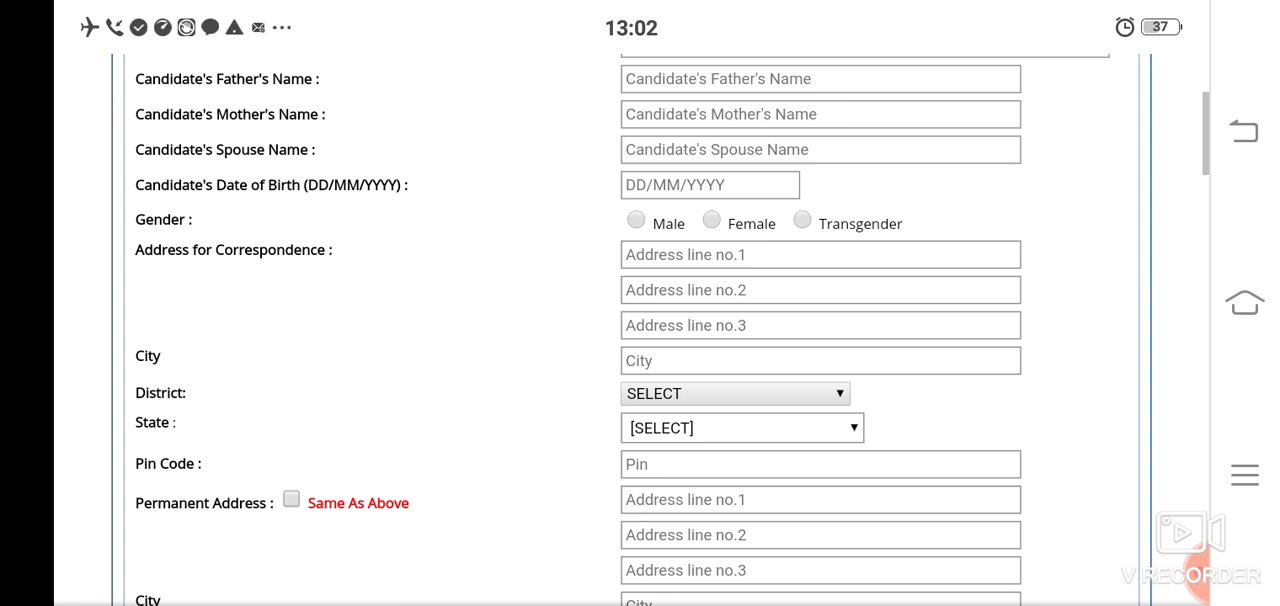 13:02
37
Candidate's Father's Name : Candidate's Father's Name
Candidate's Mother's Name : Candidate's Mother's Name
Candidate's Spouse Name : Candidate's Spouse Name
Candidate's Date of Birth (DD/MM/YYYY) : DD/MM/YYYY
Gender : Male Female Transgender
Address for Correspondence : Address line no.1
Address line no.2
Address line no.3
City City
District: SELECT
State : [SELECT]
Pin Code : Pin
Permanent Address : Same As Above Address line no.1
Address line no.2
Address line no.3
City City
V RECORDER